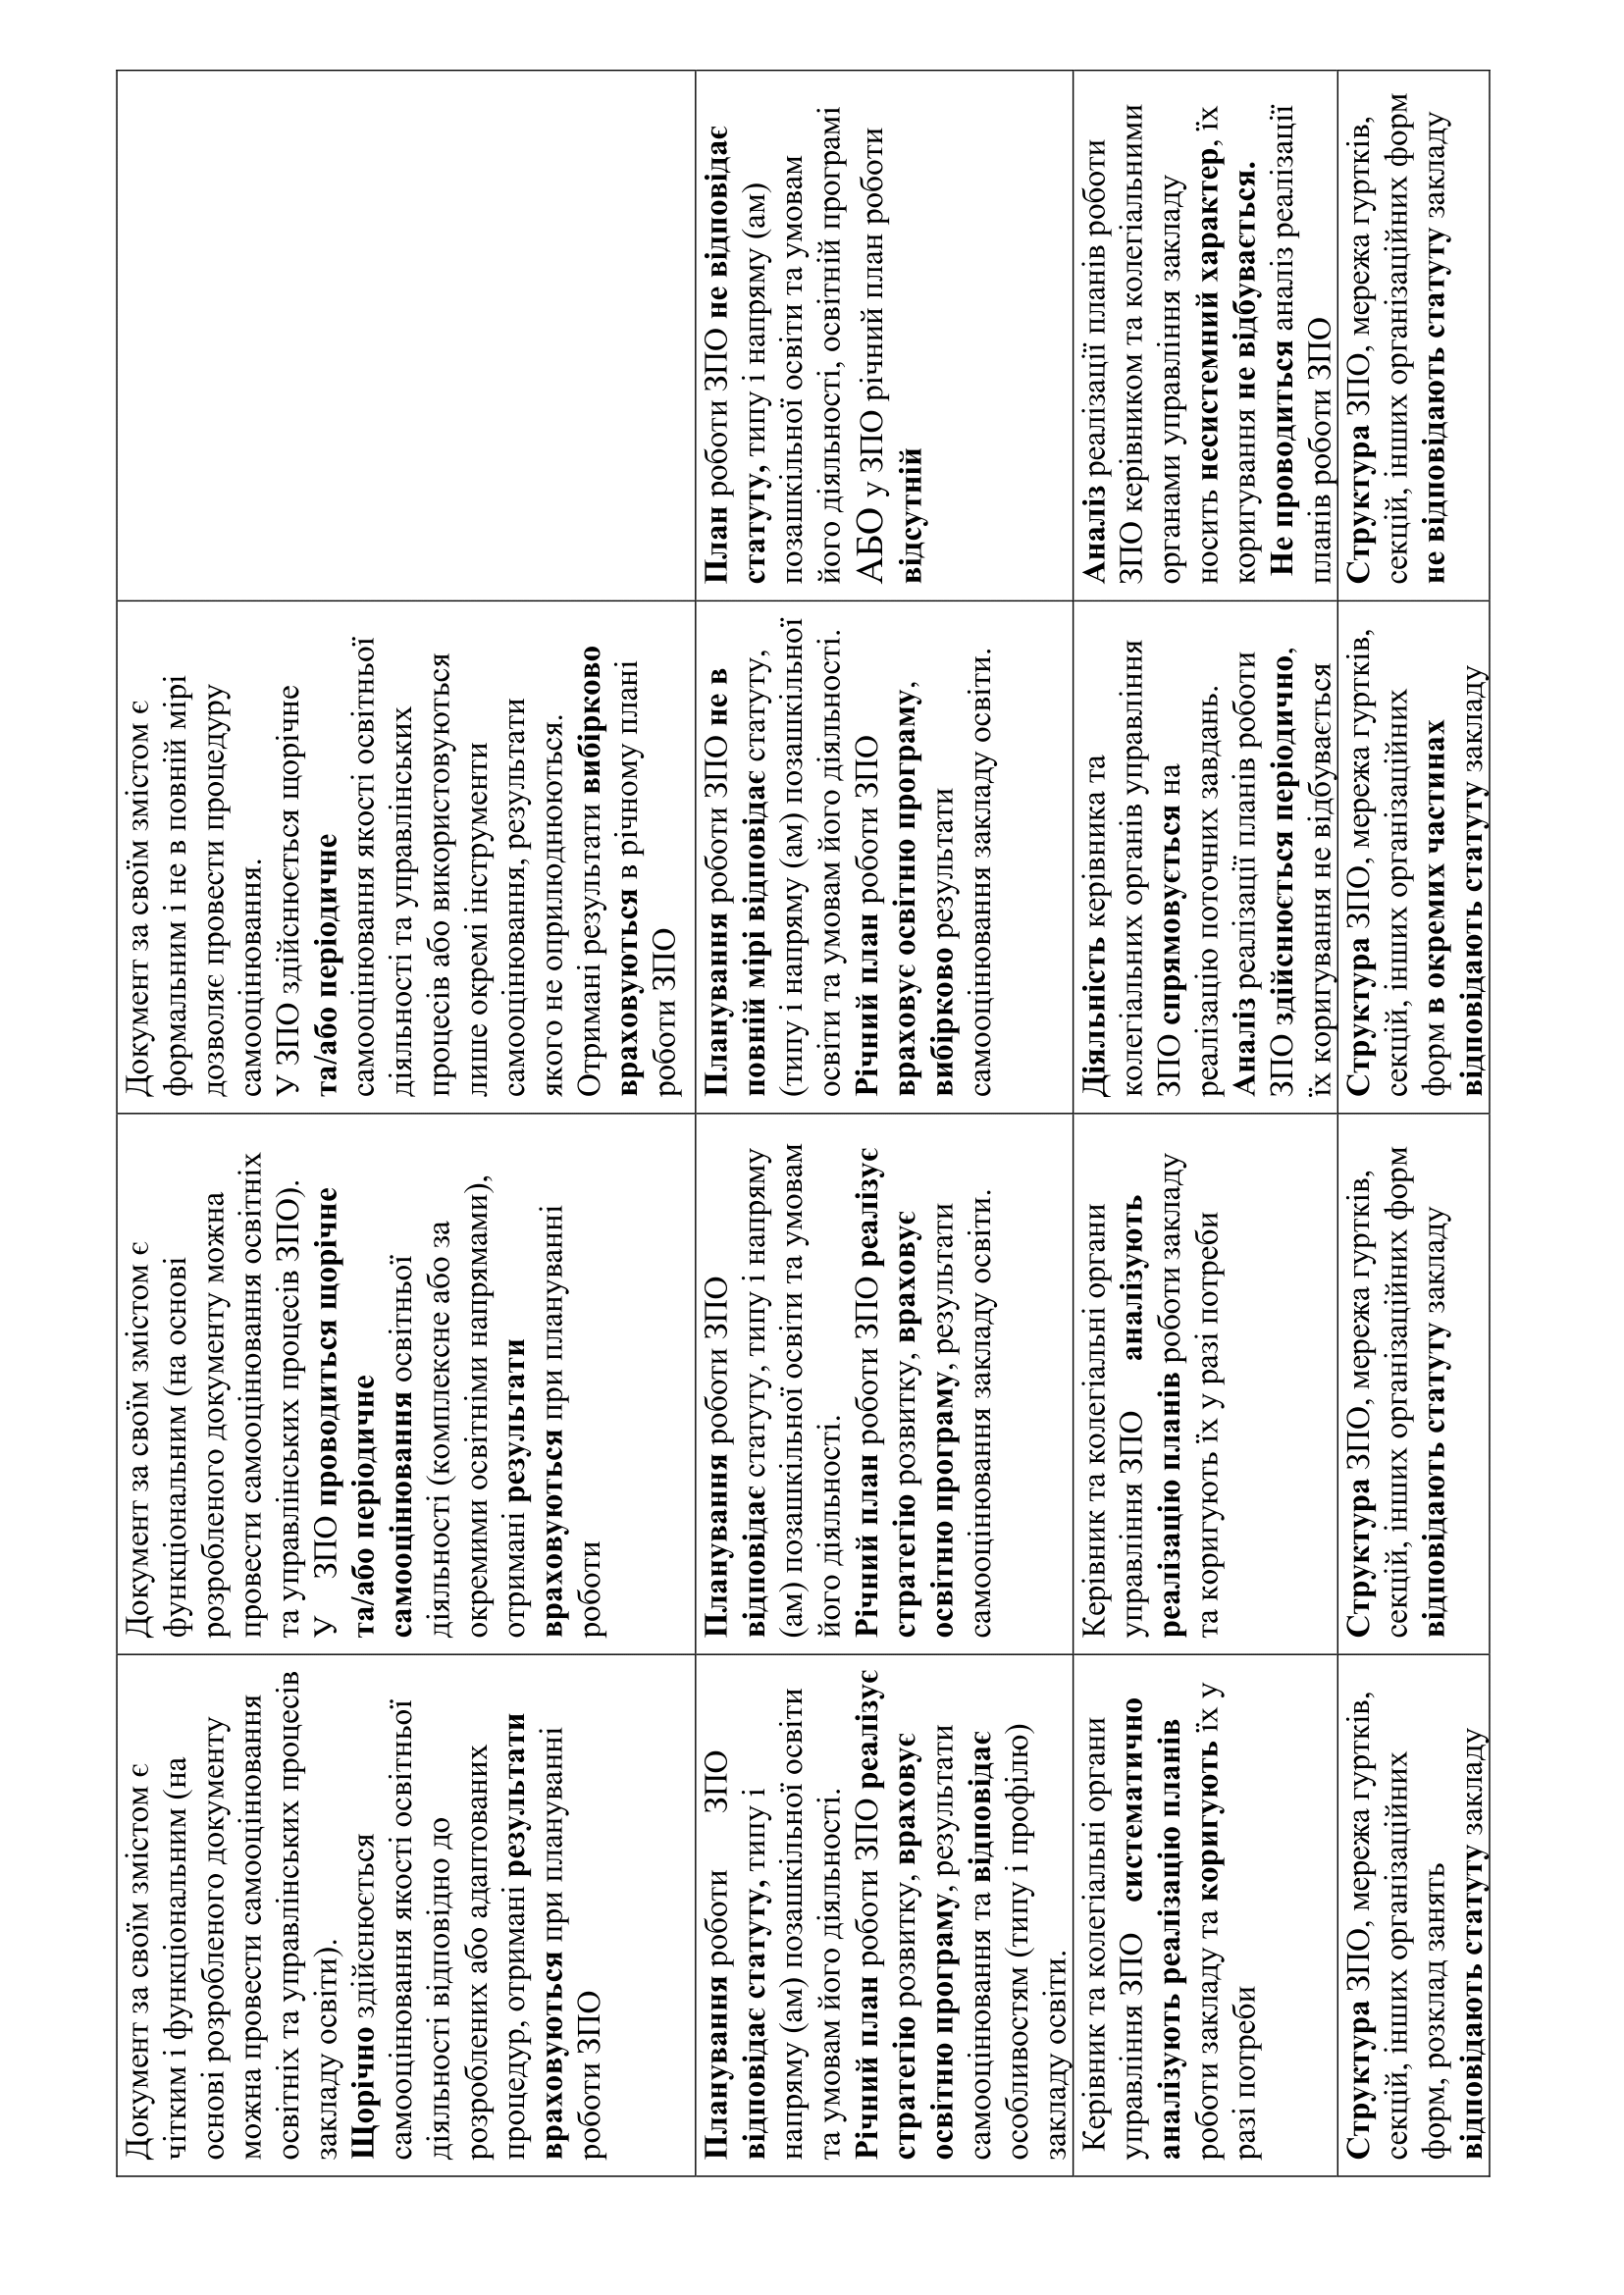 Документ за своїм змістом є
чітким і функціональним (на
основі розробленого документу
можна провести самооцінювання
освітніх та управлінських процесів
закладу освіти).
Щорічно здійснюється
самооцінювання якості освітньої
діяльності відповідно до
розроблених або адаптованих
процедур, отримані результати
враховуються при плануванні
роботи ЗПО
Документ за своїм змістом є
функціональним (на основі
розробленого документу можна
провести самооцінювання освітніх
та управлінських процесів ЗПО).
У ЗПО проводиться щорічне
та/або періодичне
самооцінювання освітньої
діяльності (комплексне або за
окремими освітніми напрямами),
отримані результати
враховуються при плануванні
роботи
Документ за своїм змістом є
формальним і не в повній мірі
дозволяє провести процедуру
самооцінювання.
У ЗПО здійснюється щорічне
та/або періодичне
самооцінювання якості освітньої
діяльності та управлінських
процесів або використовуються
лише окремі інструменти
самооцінювання, результати
якого не оприлюднюються.
Отримані результати вибірково
враховуються в річному плані
роботи ЗПО
Планування роботи ЗПО
відповідає статуту, типу і
напряму (ам) позашкільної освіти
та умовам його діяльності.
Річний план роботи ЗПО реалізує
стратегію розвитку, враховує
освітню програму, результати
самооцінювання та відповідає
особливостям (типу і профілю)
закладу освіти.
Планування роботи ЗПО
відповідає статуту, типу і напряму
(ам) позашкільної освіти та умовам
його діяльності.
Річний план роботи ЗПО реалізує
стратегію розвитку, враховує
освітню програму, результати
самооцінювання закладу освіти.
Планування роботи ЗПО не в
повній мірі відповідає статуту,
(типу і напряму (ам) позашкільної
освіти та умовам його діяльності.
Річний план роботи ЗПО
враховує освітню програму,
вибірково результати
самооцінювання закладу освіти.
План роботи ЗПО не відповідає
статуту, типу і напряму (ам)
позашкільної освіти та умовам
його діяльності, освітній програмі
АБО у ЗПО річний план роботи
відсутній
Керівник та колегіальні органи
управління ЗПО систематично
аналізують реалізацію планів
роботи закладу та коригують їх у
разі потреби
Керівник та колегіальні органи
управління ЗПО аналізують
реалізацію планів роботи закладу
та коригують їх у разі потреби
Діяльність керівника та
колегіальних органів управління
ЗПО спрямовується на
реалізацію поточних завдань.
Аналіз реалізації планів роботи
ЗПО здійснюється періодично,
їх коригування не відбувається
Аналіз реалізації планів роботи
ЗПО керівником та колегіальними
органами управління закладу
носить несистемний характер, їх
коригування не відбувається.
Не проводиться аналіз реалізації
планів роботи ЗПО
Структура ЗПО, мережа гуртків,
секцій, інших організаційних
форм, розклад занять
відповідають статуту закладу
Структура ЗПО, мережа гуртків,
секцій, інших організаційних форм
відповідають статуту закладу
Структура ЗПО, мережа гуртків,
секцій, інших організаційних
форм в окремих частинах
відповідають статуту закладу
Структура ЗПО, мережа гуртків,
секцій, інших організаційних форм
не відповідають статуту закладу